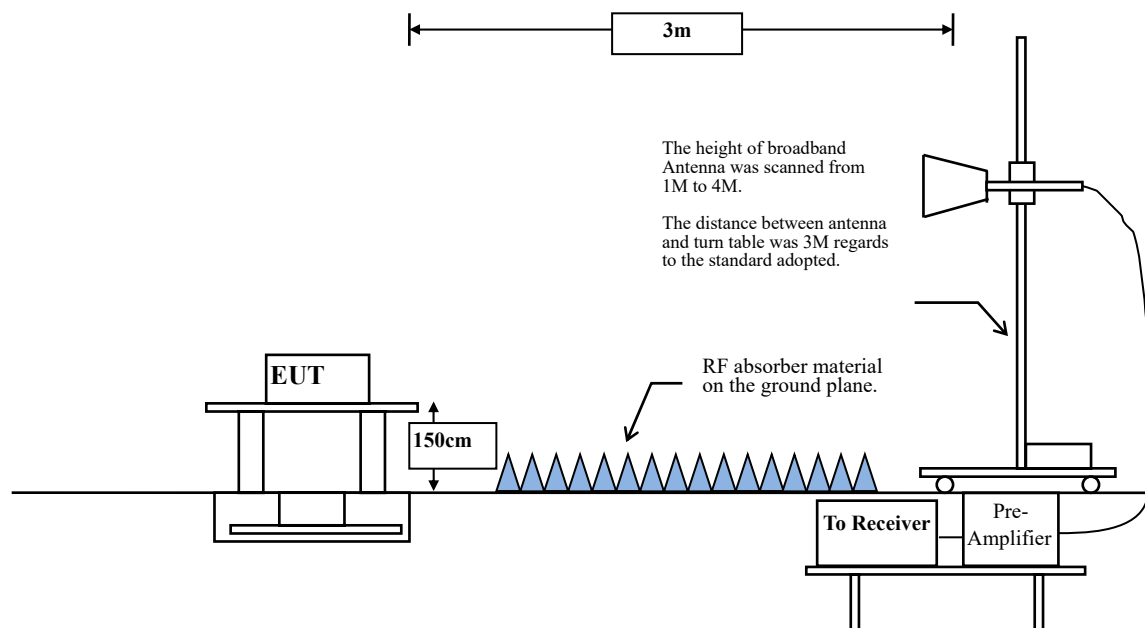 3m
The height of broadband
Antenna was scanned from
1M to 4M.
The distance between antenna
and turn table was 3M regards
to the standard adopted.
RF absorber material
on the ground plane.
EUT
150cm
To Receiver
Pre-
Amplifier